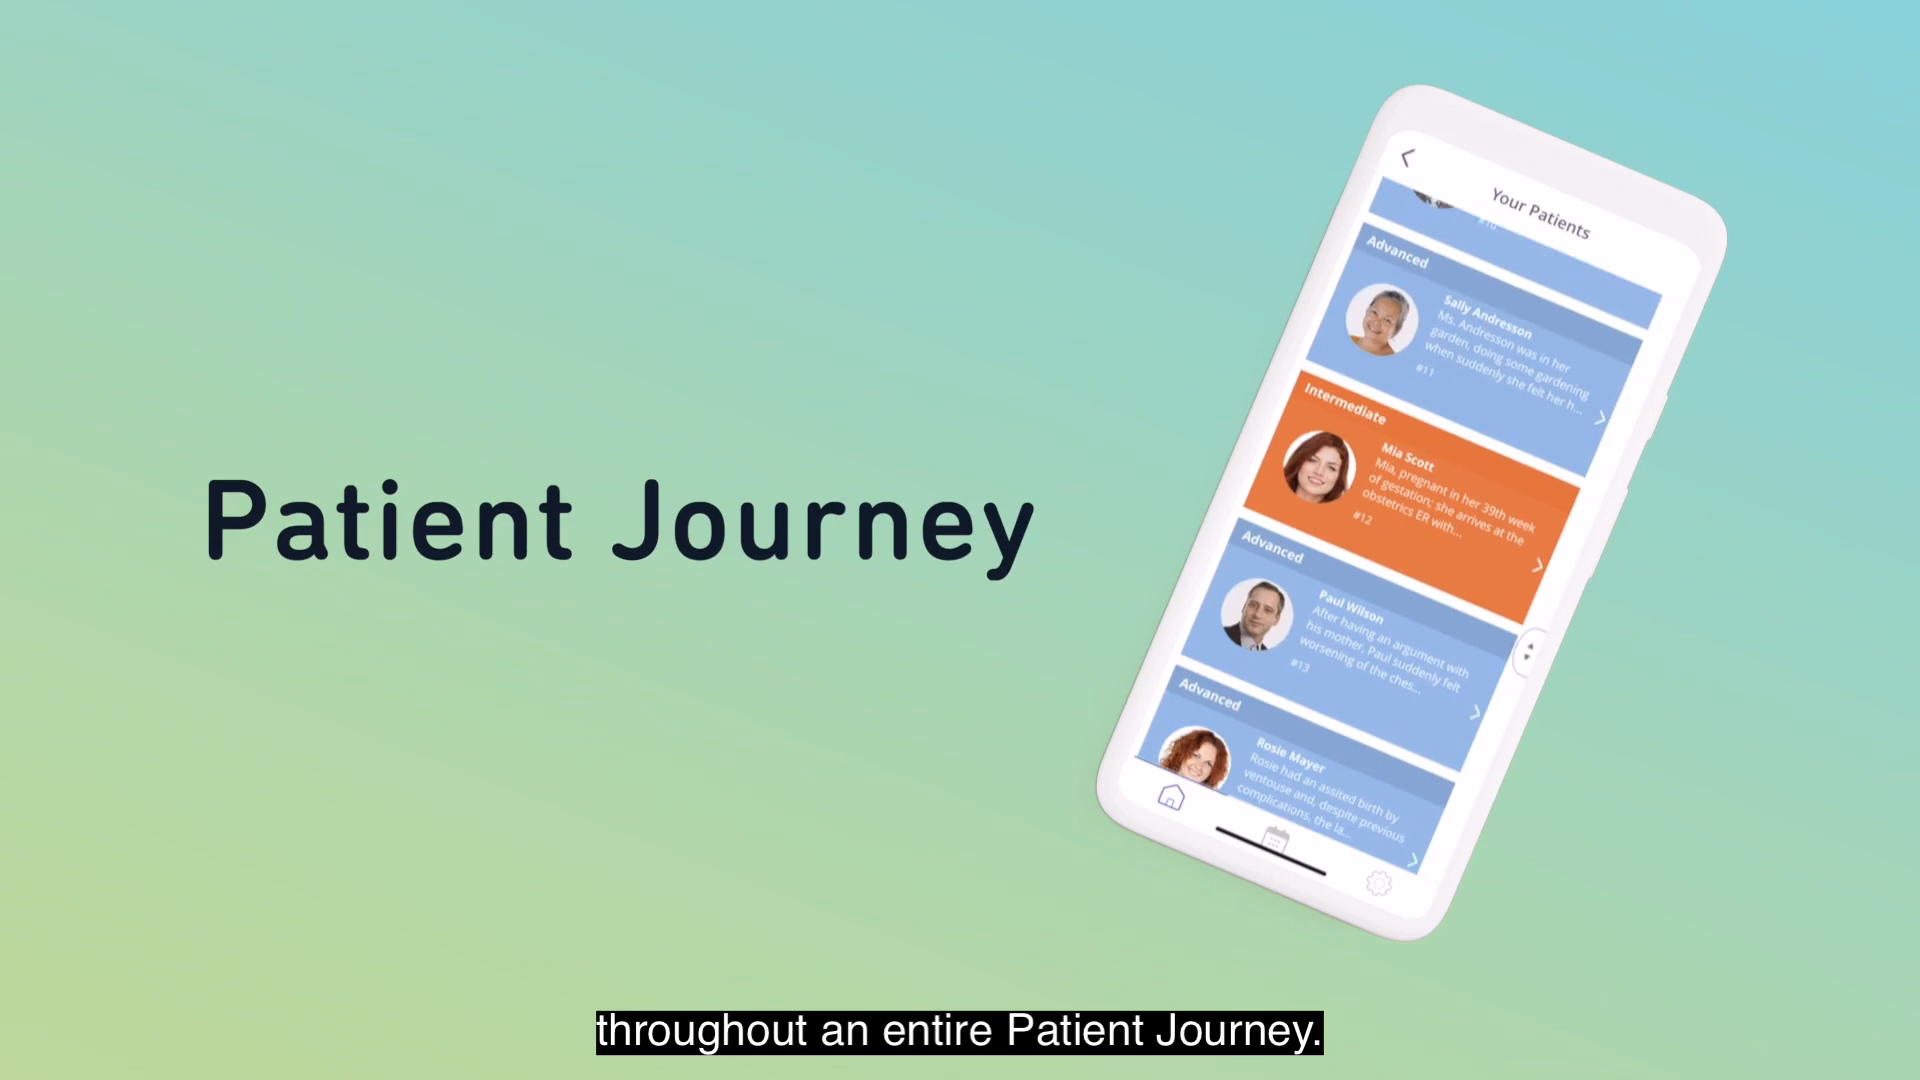 Patient Journey
Your Patients
#10
Advanced
Sally Andresson
Ms. Andresson was in her
garden, doing some gardening
when suddenly she felt her h...
#11
Intermediate
Mia Scott
Mia, pregnant in her 39th week
of gestation; she arrives at the
obstetrics ER with...
#12
Advanced
Paul Wilson
After having an argument with
his mother, Paul suddenly felt
worsening of the ches...
#13
Advanced
Rosie Mayer
Rosie had an assited birth by
ventouse and, despite previous
complications, the la...
throughout an entire Patient Journey.